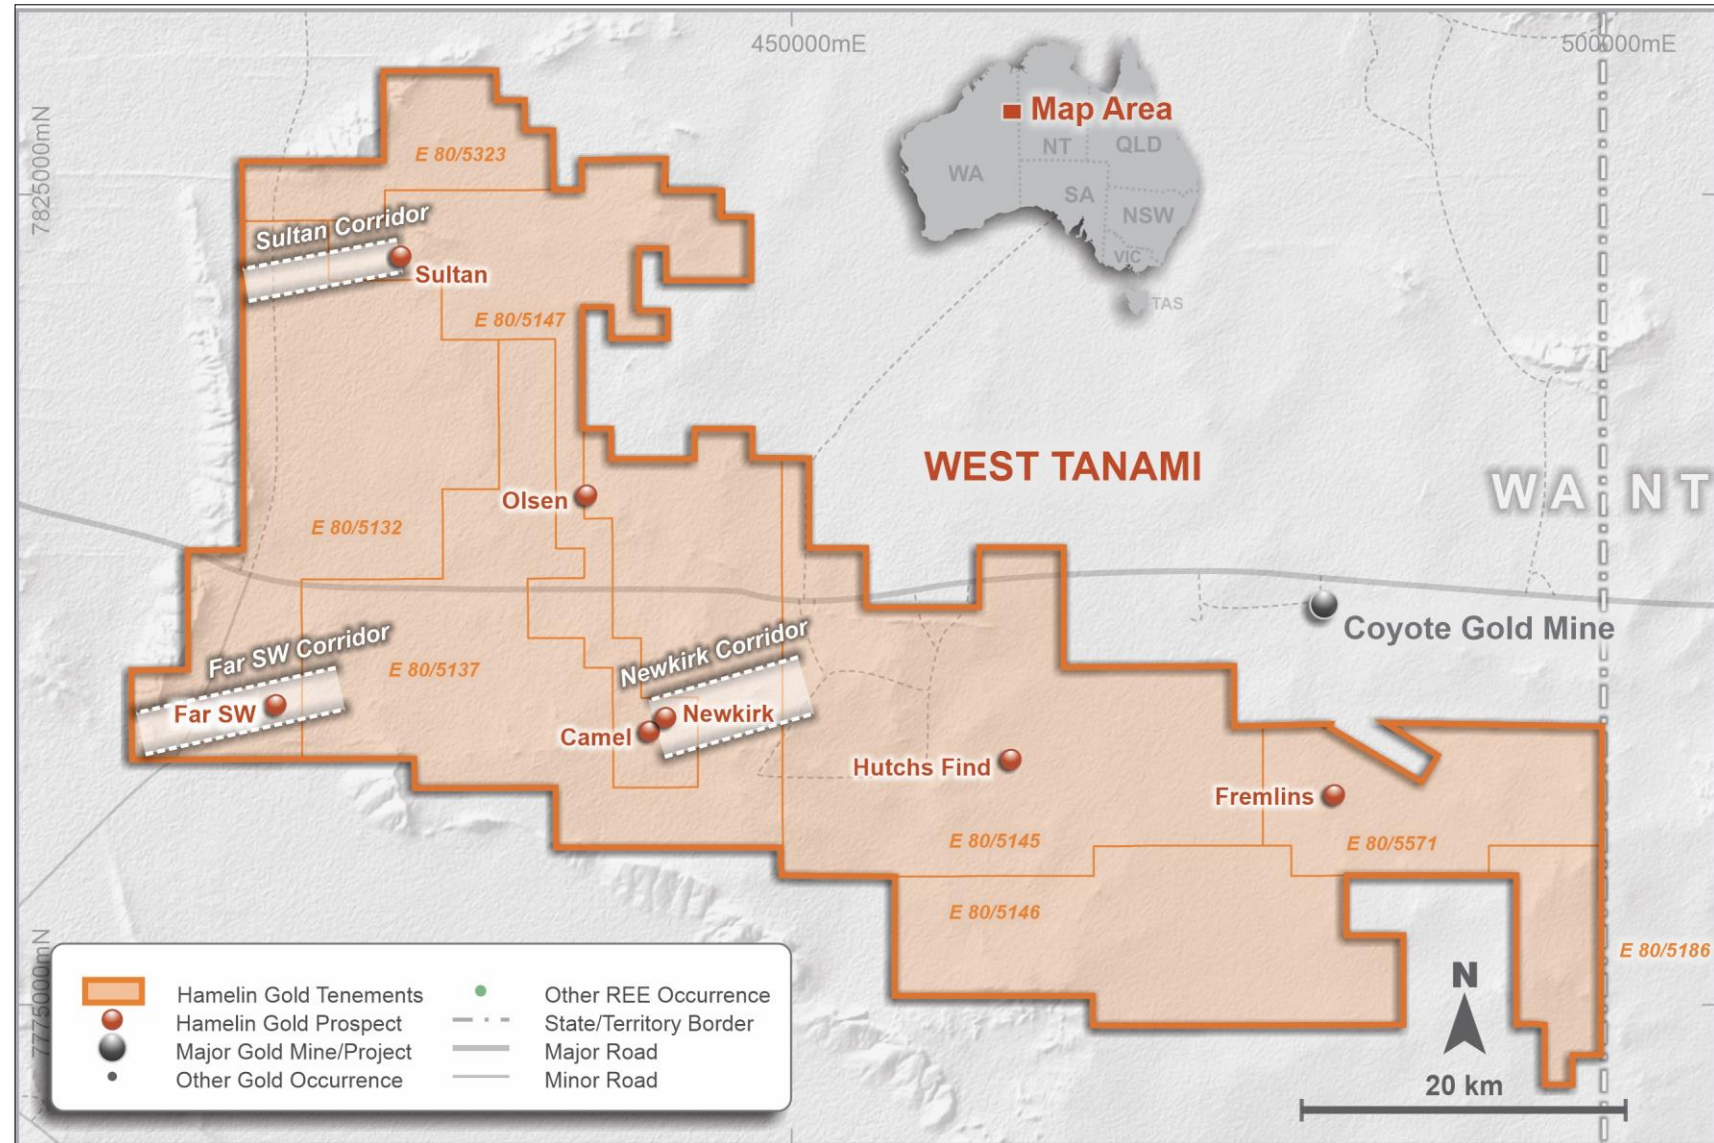 450000mE
500000mE
7825000mN
7775000mN
Map Area
WA
NT
QLD
SA
NSW
VIC
TAS
E 80/5323
Sultan Corridor
Sultan
E 80/5147
WEST TANAMI
WA NT
Olsen
E 80/5132
Coyote Gold Mine
Far SW Corridor
E 80/5137
Newkirk Corridor
Far SW
Newkirk
Camel
Hutchs Find
Fremlins
E 80/5145
E 80/5571
E 80/5146
E 80/5186
Hamelin Gold Tenements
Hamelin Gold Prospect
Major Gold Mine/Project
Other Gold Occurrence
Other REE Occurrence
State/Territory Border
Major Road
Minor Road
N
20 km